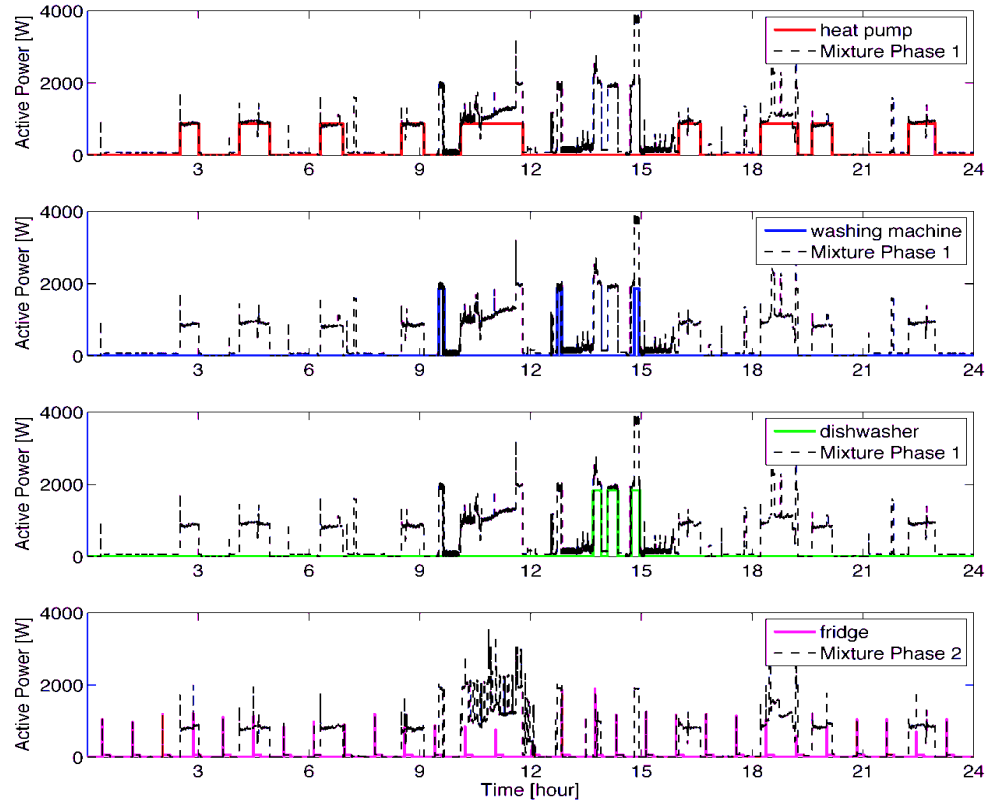 4000
2000
0
Active Power [W]
heat pump
Mixture Phase 1
3 6 9 12 15 18 21 24
4000
2000
0
Active Power [W]
washing machine
Mixture Phase 1
3 6 9 12 15 18 21 24
4000
2000
0
Active Power [W]
dishwasher
Mixture Phase 1
3 6 9 12 15 18 21 24
4000
2000
0
Active Power [W]
fridge
Mixture Phase 2
3 6 9 12 15 18 21 24
Time [hour]